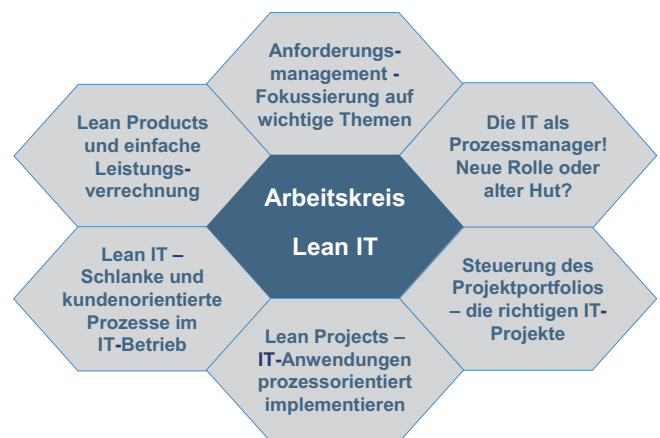 Anforderungs-
management -
Fokussierung auf
wichtige Themen
Lean Products
und einfache
Leistungs-
verrechnung
Die IT als
Prozessmanager!
Neue Rolle oder
alter Hut?
Arbeitskreis
Lean IT
Lean IT –
Schlanke und
kundenorientierte
Prozesse im
IT-Betrieb
Steuerung des
Projektportfolios
– die richtigen IT-
Projekte
Lean Projects –
IT-Anwendungen
prozessorientiert
implementieren